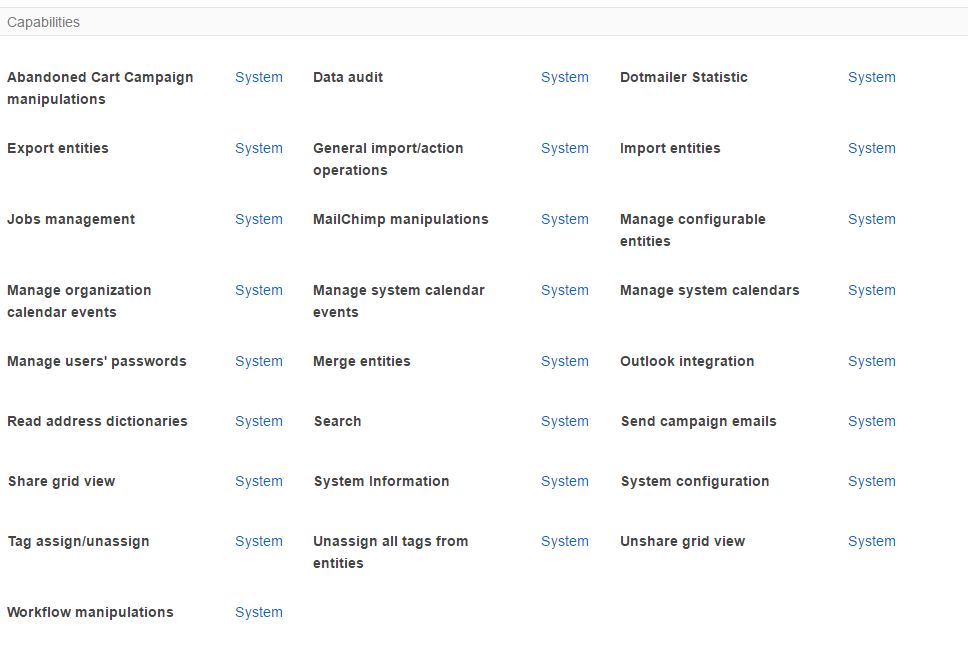 Capabilities
Abandoned Cart Campaign System Data audit System Dotmailer Statistic System
manipulations
Export entities System General import/action System Import entities System
operations
Jobs management System MailChimp manipulations System Manage configurable System
entities
Manage organization System Manage system calendar System Manage system calendars System
calendar events events
Manage users' passwords System Merge entities System Outlook integration System
Read address dictionaries System Search System Send campaign emails System
Share grid view System System Information System System configuration System
Tag assign/unassign System Unassign all tags from System Unshare grid view System
entities
Workflow manipulations System